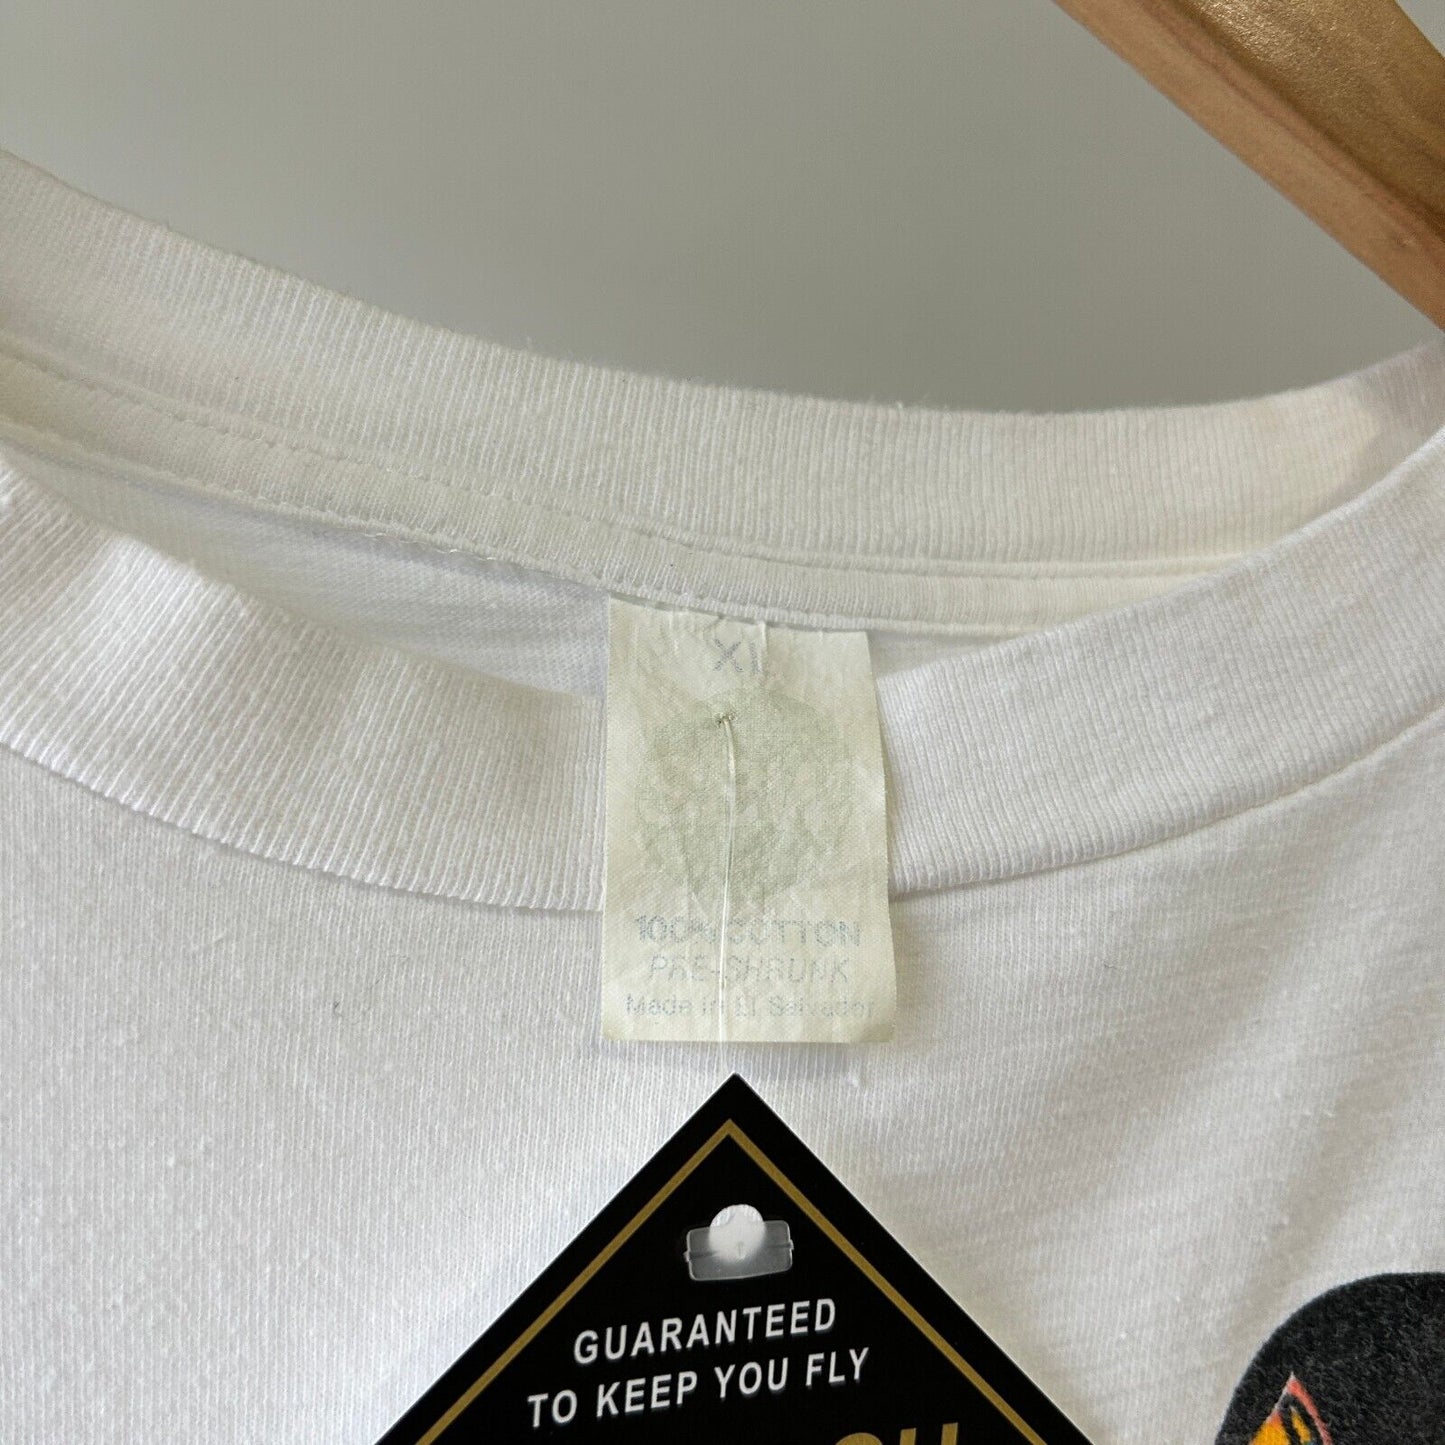 XL
100% COTTON
PRE-SHRUNK
Made in El Salvador
GUARANTEED
TO KEEP YOU FLY